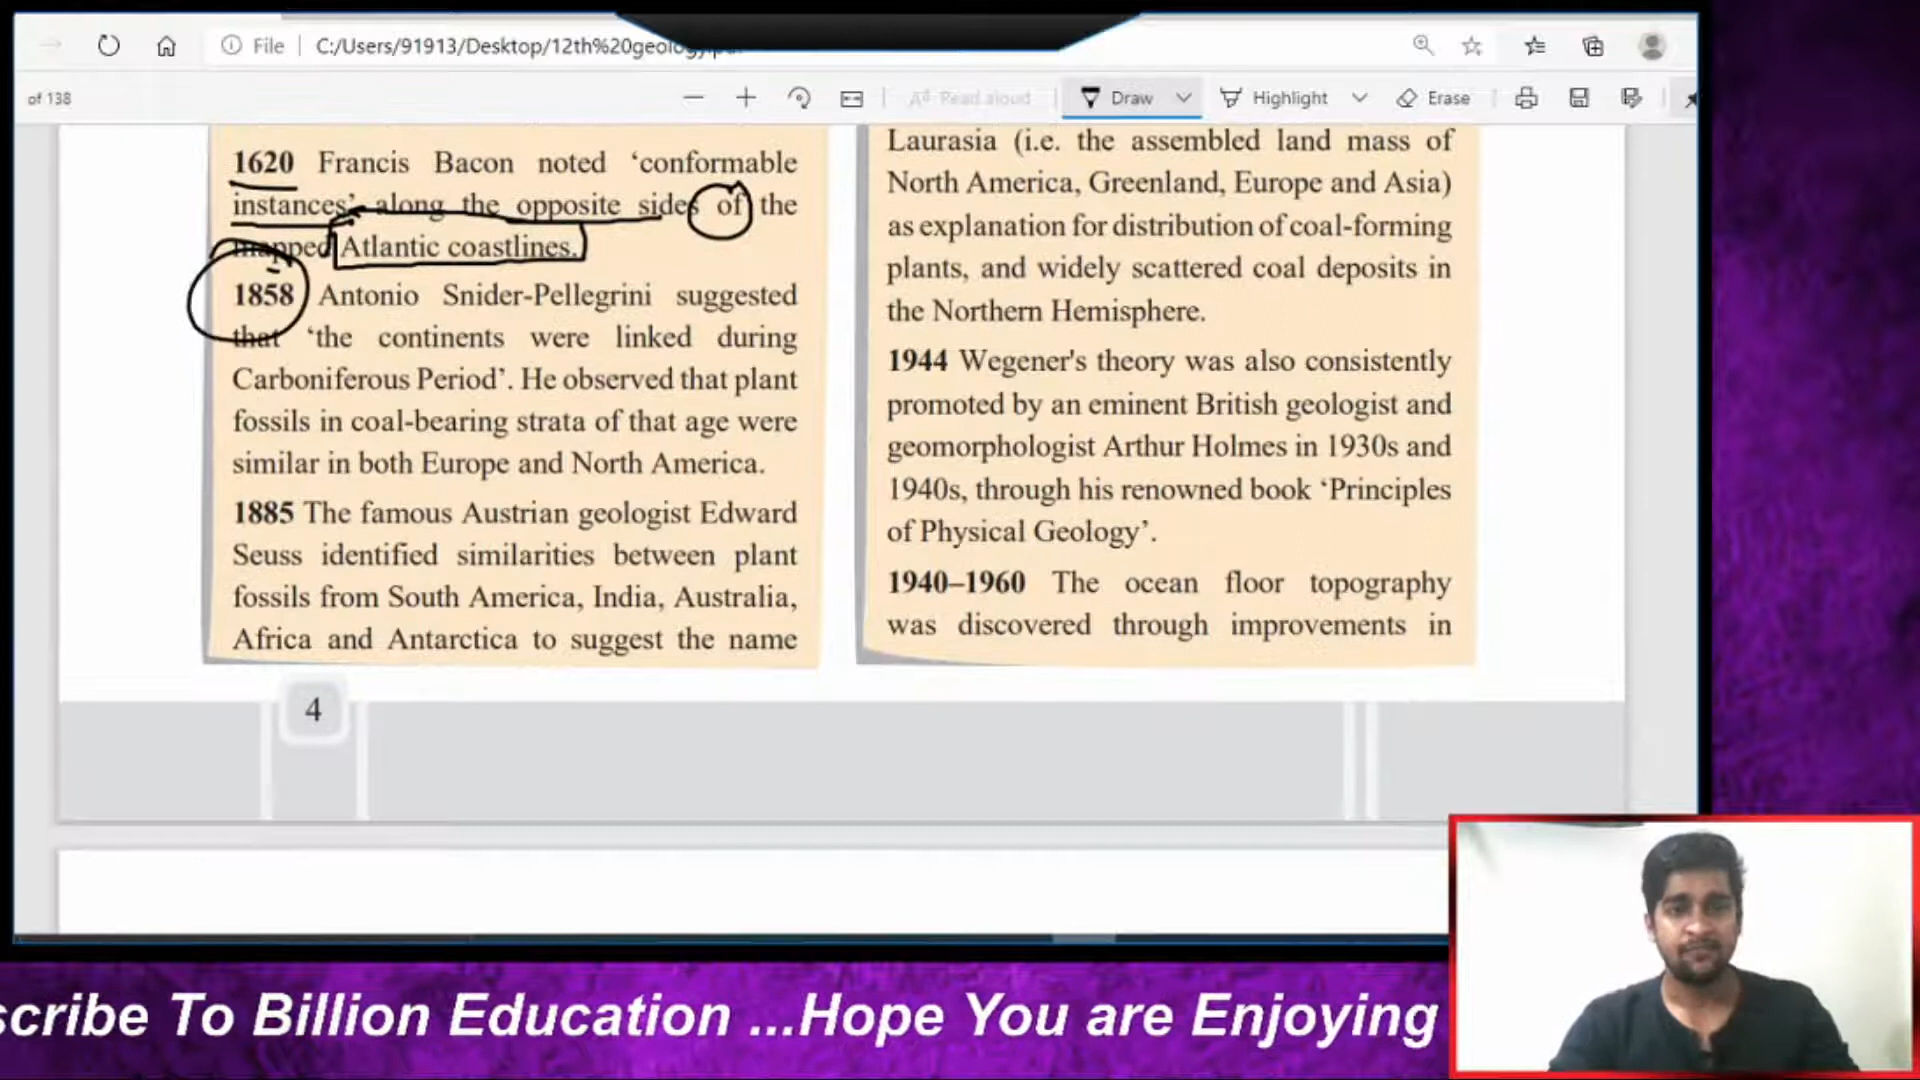 File
C:/Users/91913/Desktop/12th%20geology.pdf
of 138
Read aloud
Draw
Highlight
Erase
1620 Francis Bacon noted ‘conformable
instances’ along the opposite sides of the
mapped Atlantic coastlines.
1858 Antonio Snider-Pellegrini suggested
that ‘the continents were linked during
Carboniferous Period’. He observed that plant
fossils in coal-bearing strata of that age were
similar in both Europe and North America.
1885 The famous Austrian geologist Edward
Seuss identified similarities between plant
fossils from South America, India, Australia,
Africa and Antarctica to suggest the name
Laurasia (i.e. the assembled land mass of
North America, Greenland, Europe and Asia)
as explanation for distribution of coal-forming
plants, and widely scattered coal deposits in
the Northern Hemisphere.
1944 Wegener's theory was also consistently
promoted by an eminent British geologist and
geomorphologist Arthur Holmes in 1930s and
1940s, through his renowned book ‘Principles
of Physical Geology’.
1940–1960 The ocean floor topography
was discovered through improvements in
4
scribe To Billion Education ...Hope You are Enjoying